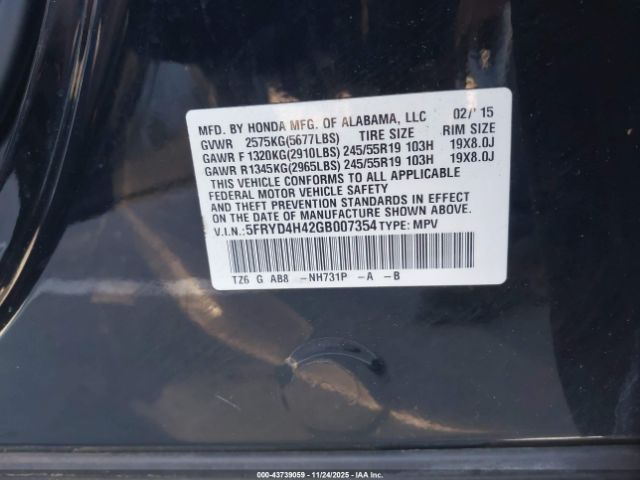 MFD. BY HONDA MFG. OF ALABAMA, LLC 02/'15
GVWR 2575KG(5677LBS) TIRE SIZE RIM SIZE
GAWR F 1320KG(2910LBS) 245/55R19 103H 19X8.0J
GAWR R1345KG(2965LBS) 245/55R19 103H 19X8.0J
THIS VEHICLE CONFORMS TO ALL APPLICABLE
FEDERAL MOTOR VEHICLE SAFETY
AND THEFT PREVENTION STANDARDS IN EFFECT
ON THE DATE OF MANUFACTURE SHOWN ABOVE.
V.I.N.: 5FRYD4H42GB007354 TYPE: MPV
TZ6 G AB8 -NH731P -A -B
000-43739059 - 11/24/2025 - IAA Inc.